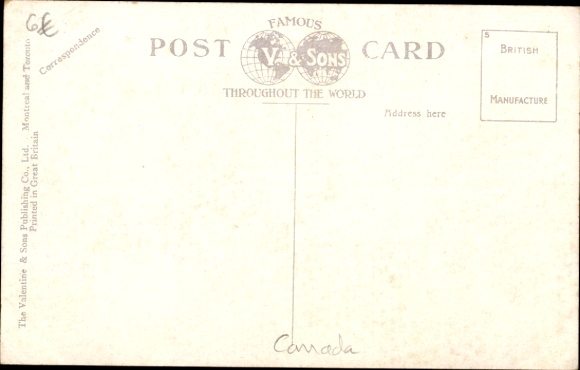 6€
Correspondence
FAMOUS
POST CARD
V & SONS
THROUGHOUT THE WORLD
Address here
B
BRITISH
MANUFACTURE
The Valentine & Sons Publishing Co., Ltd. Montreal and Toronto
Printed in Great Britain
Canada